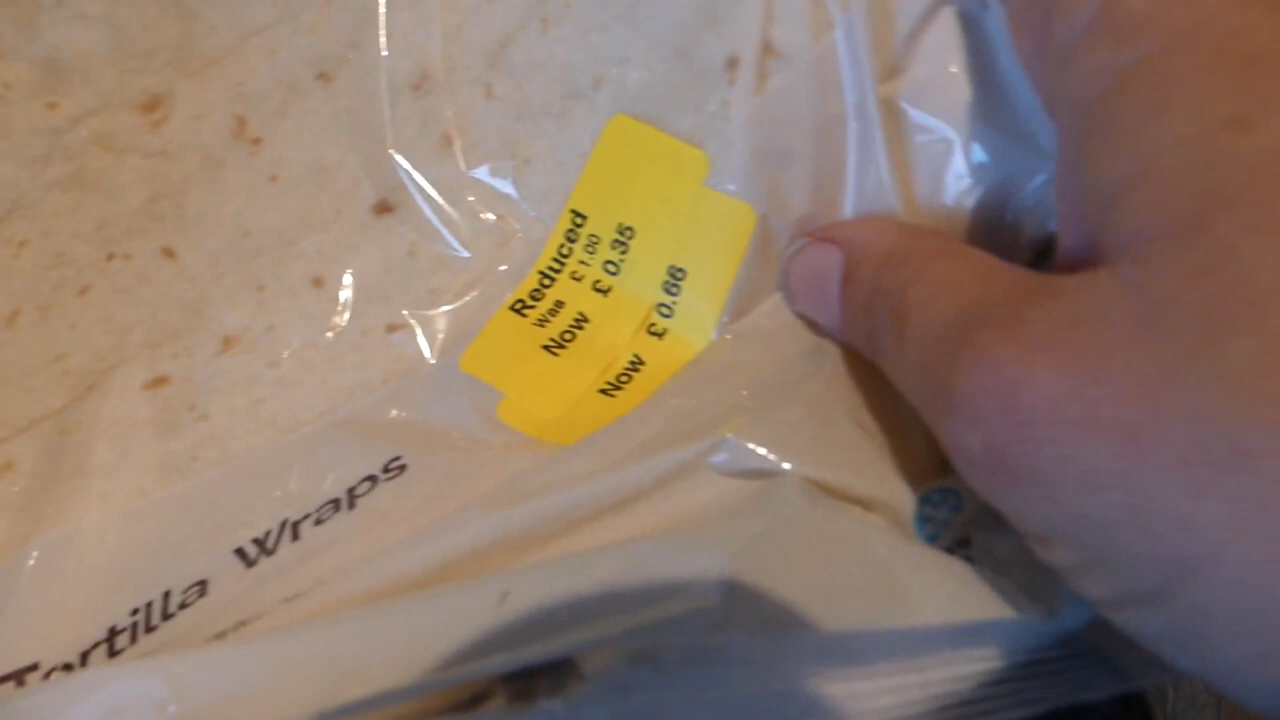 Reduced
Was £1.00
Now £0.35
Now £0.66
Tortilla Wraps